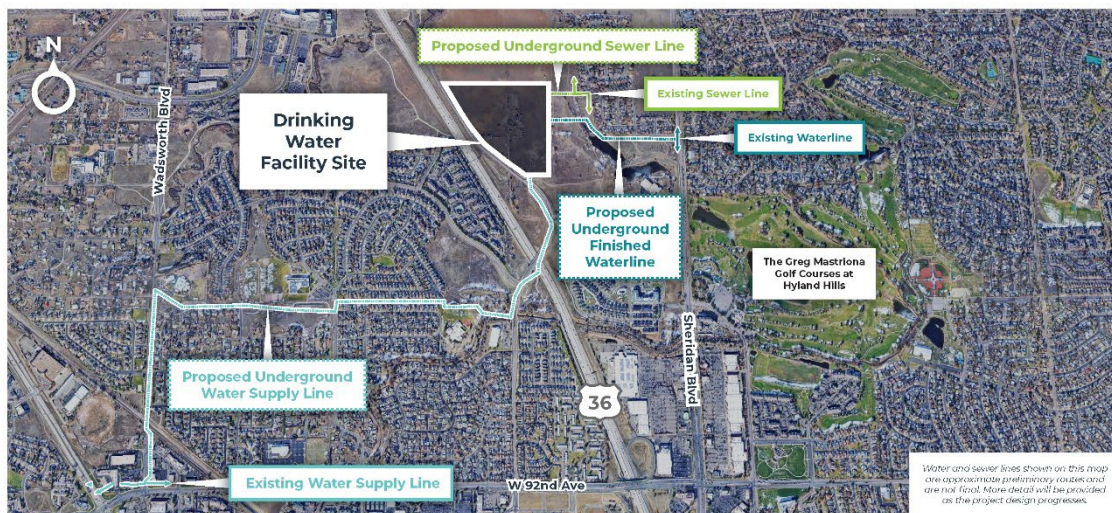 N
Proposed Underground Sewer Line
Existing Sewer Line
Existing Waterline
Drinking
Water
Facility Site
Wadsworth Blvd
Proposed
Underground
Finished
Waterline
The Greg Mastriona
Golf Courses at
Hyland Hills
Sheridan Blvd
Proposed Underground
Water Supply Line
36
Existing Water Supply Line
W 92nd Ave
Water and sewer lines shown on this map
are approximate preliminary routes and
are not final. More detail will be provided
as the project design progresses.